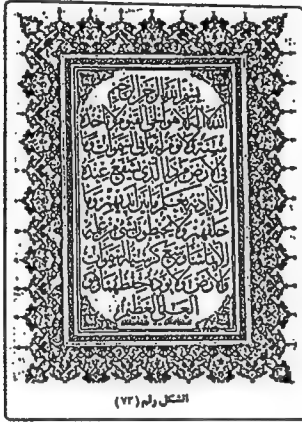 بسم الله الرحمن الرحيم
الله لا إله إلا هو الحي القيوم لا تأخذه
سنة ولا نوم له ما في السموات وما
في الأرض من ذا الذي يشفع عنده
إلا بإذنه يعلم ما بين أيديهم وما
خلفهم ولا يحيطون بشيء من علمه
إلا بما شاء وسع كرسيه السموات
والأرض ولا يؤده حفظهما وهو
العلي العظيم
الشكل رقم (٧٣)